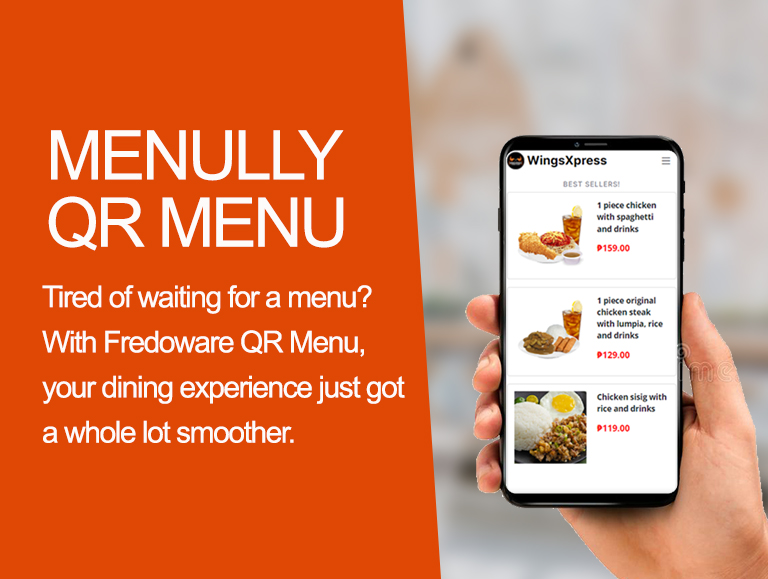 MENULLY
QR MENU
Tired of waiting for a menu?
With Fredoware QR Menu,
your dining experience just got
a whole lot smoother.
WingsXpress
BEST SELLERS!
1 piece chicken
with spaghetti
and drinks
₱159.00
1 piece original
chicken steak
with lumpia, rice
and drinks
₱129.00
Chicken sisig with
rice and drinks
₱119.00